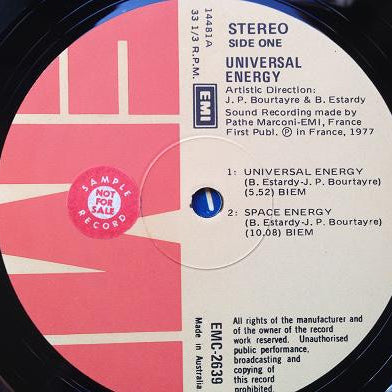 14481A
33 1/3 R.P.M.
STEREO
SIDE ONE
EMI
UNIVERSAL
ENERGY
Artistic Direction:
J. P. Bourtayre & B. Estardy
Sound Recording made by
Pathe Marconi-EMI, France
First Publ. Ⓟ in France, 1977
1: UNIVERSAL ENERGY
(B. Estardy-J. P. Bourtayre)
(5.52) BIEM
2: SPACE ENERGY
(B. Estardy-J. P. Bourtayre)
(10,08) BIEM
SAMPLE
NOT
FOR
SALE
RECORD
EMI
EMC-2639
Made in Australia
All rights of the manufacturer and
of the owner of the record
work reserved. Unauthorised
public performance,
broadcasting and
copying of
this record
prohibited.